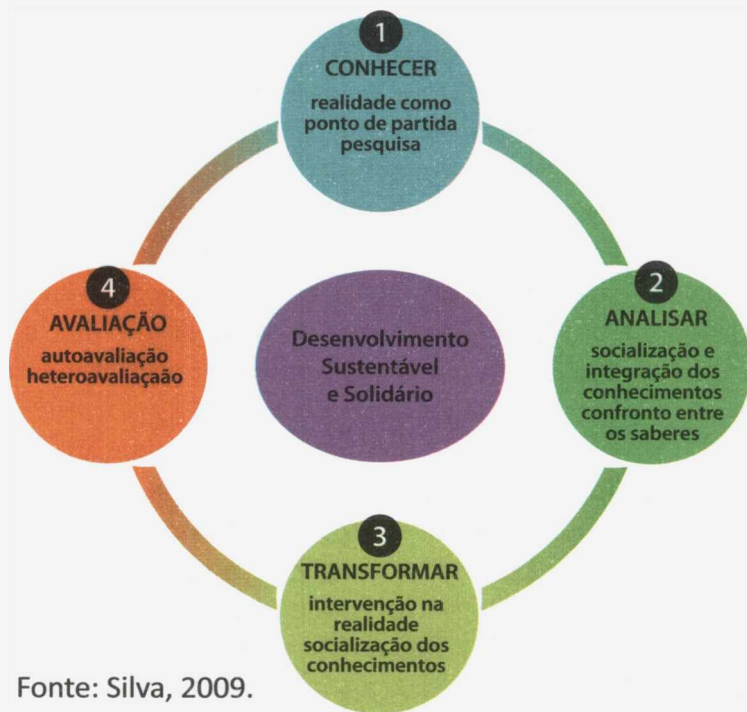 1
CONHECER
realidade como
ponto de partida
pesquisa
2
ANALISAR
socialização e
integração dos
conhecimentos
confronto entre
os saberes
3
TRANSFORMAR
intervenção na
realidade
socialização dos
conhecimentos
4
AVALIAÇÃO
autoavaliação
heteroavaliaçaão
Desenvolvimento
Sustentável
e Solidário
Fonte: Silva, 2009.